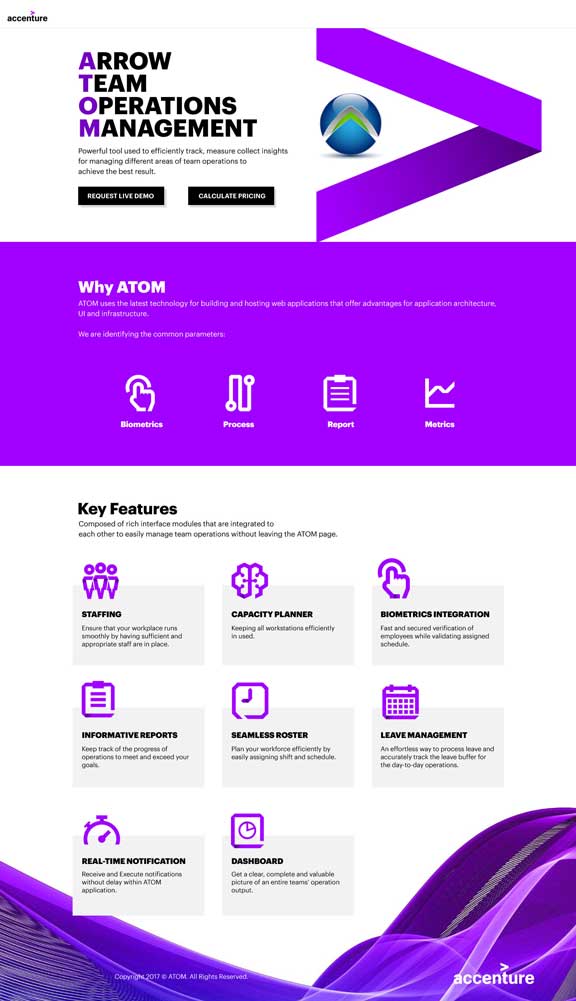 accenture
ARROW
TEAM
OPERATIONS
MANAGEMENT
Powerful tool used to efficiently track, measure collect insights
for managing different areas of team operations to
achieve the best result.
REQUEST LIVE DEMO
CALCULATE PRICING
Why ATOM
ATOM uses the latest technology for building and hosting web applications that offer advantages for application architecture,
UI and infrastructure.
We are identifying the common parameters:
Biometrics
Process
Report
Metrics
Key Features
Composed of rich interface modules that are integrated to
each other to easily manage team operations without leaving the ATOM page.
STAFFING
Ensure that your workplace runs
smoothly by having sufficient and
appropriate staff are in place.
CAPACITY PLANNER
Keeping all workstations efficiently
in used.
BIOMETRICS INTEGRATION
Fast and secured verification of
employees while validating assigned
schedule.
INFORMATIVE REPORTS
Keep track of the progress of
operations to meet and exceed your
goals.
SEAMLESS ROSTER
Plan your workforce efficiently by
easily assigning shift and schedule.
LEAVE MANAGEMENT
An effortless way to process leave and
accurately track the leave buffer for
the day-to-day operations.
REAL-TIME NOTIFICATION
Receive and Execute notifications
without delay within ATOM
application.
DASHBOARD
Get a clear, complete and valuable
picture of an entire teams' operation
output.
Copyright 2017 © ATOM. All Rights Reserved.
accenture